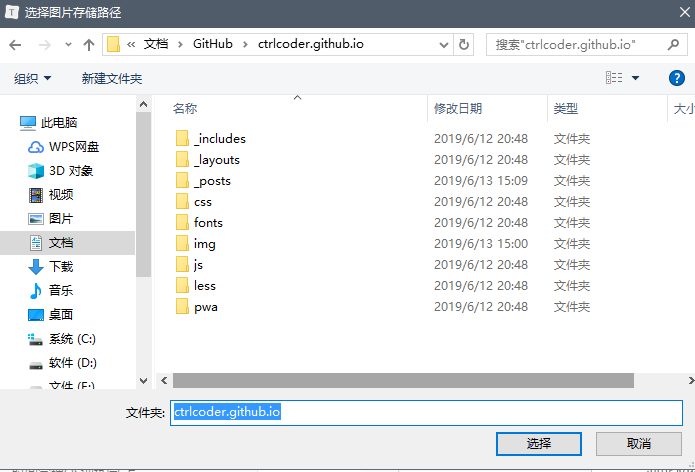 T 选择图片存储路径
« 文档 > GitHub > ctrlcoder.github.io
搜索"ctrlcoder.github.io"
组织 新建文件夹
?
此电脑
WPS网盘
3D 对象
视频
图片
文档
下载
音乐
桌面
系统 (C:)
软件 (D:)
文件 (E:)
名称 修改日期 类型 大小
_includes 2019/6/12 20:48 文件夹
_layouts 2019/6/12 20:48 文件夹
_posts 2019/6/13 15:09 文件夹
css 2019/6/12 20:48 文件夹
fonts 2019/6/12 20:48 文件夹
img 2019/6/13 15:00 文件夹
js 2019/6/12 20:48 文件夹
less 2019/6/12 20:48 文件夹
pwa 2019/6/12 20:48 文件夹
文件夹: ctrlcoder.github.io
选择 取消